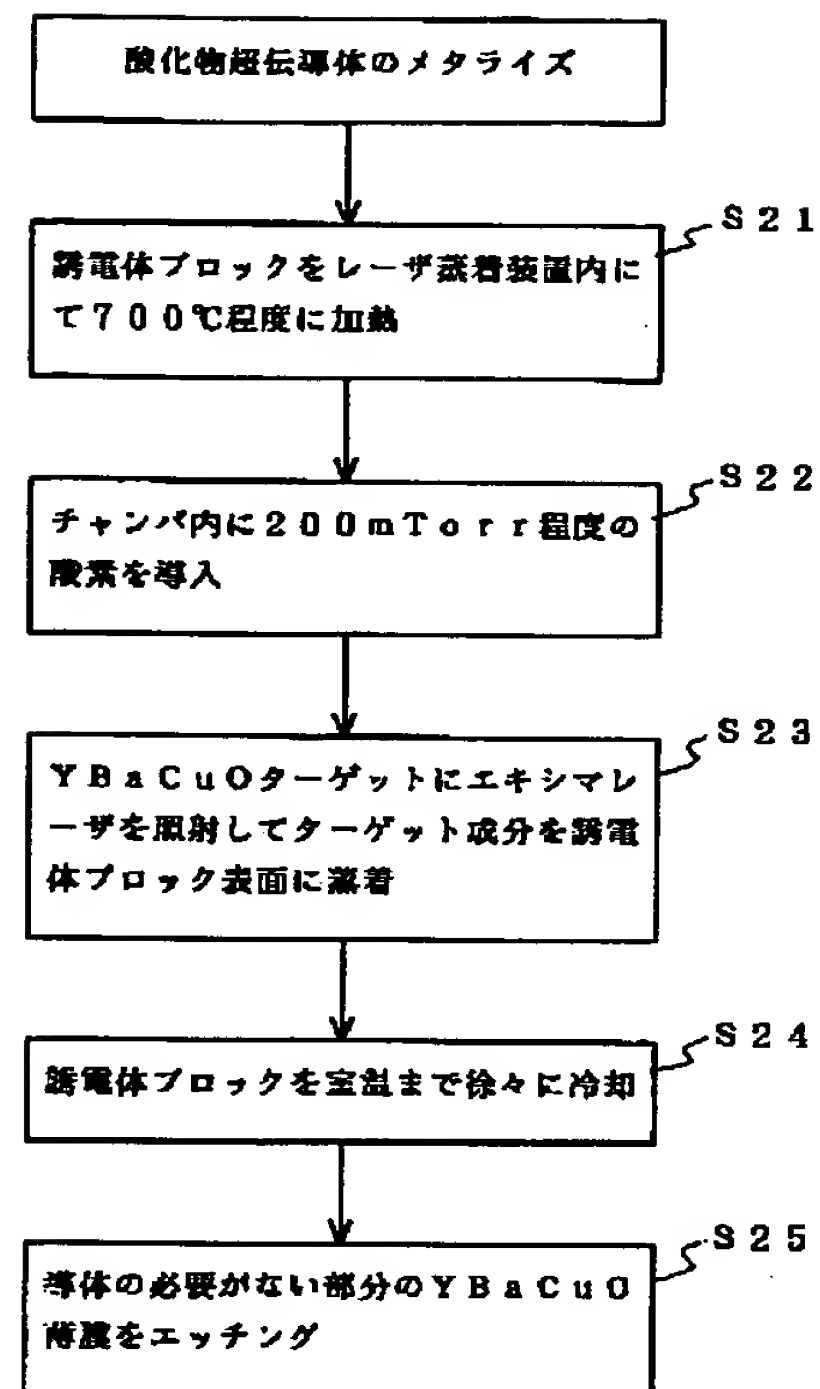 酸化物超伝導体のメタライズ
S21
誘電体ブロックをレーザ蒸着装置内に
て700℃程度に加熱
S22
チャンバ内に200mTorr程度の
酸素を導入
S23
YBaCuOターゲットにエキシマレ
ーザを照射してターゲット成分を誘電
体ブロック表面に蒸着
S24
誘電体ブロックを室温まで徐々に冷却
S25
導体の必要がない部分のYBaCuO
薄膜をエッチング